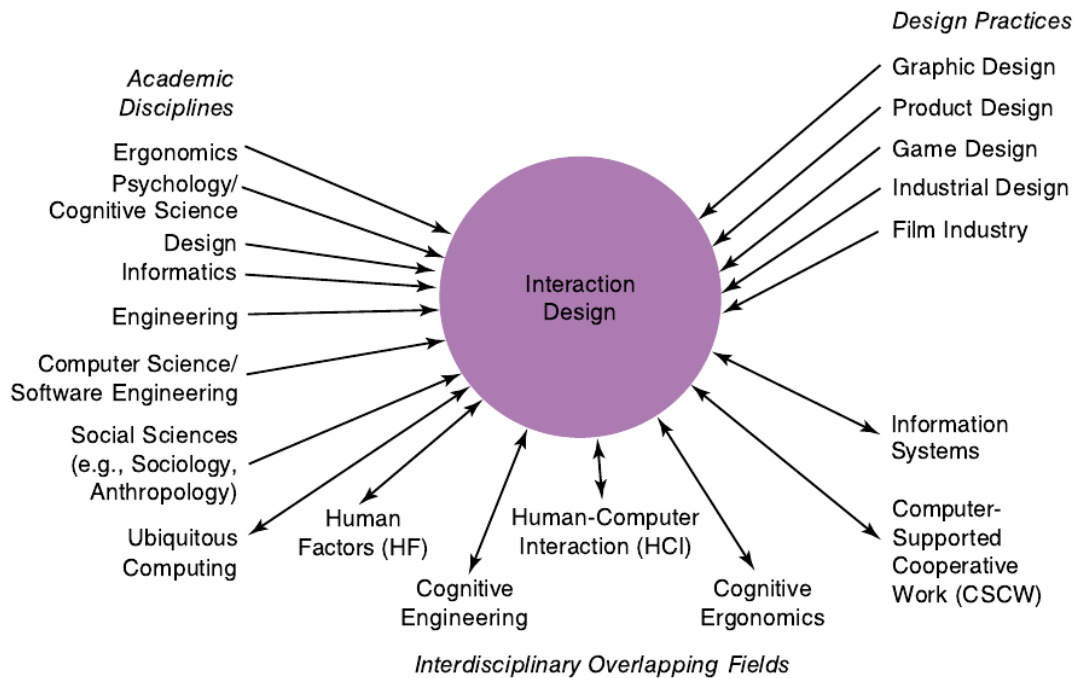 Academic
Disciplines
Ergonomics
Psychology/
Cognitive Science
Design
Informatics
Engineering
Computer Science/
Software Engineering
Social Sciences
(e.g., Sociology,
Anthropology)
Ubiquitous
Computing
Design Practices
Graphic Design
Product Design
Game Design
Industrial Design
Film Industry
Interaction
Design
Information
Systems
Computer-
Supported
Cooperative
Work (CSCW)
Human
Factors (HF)
Human-Computer
Interaction (HCI)
Cognitive
Engineering
Cognitive
Ergonomics
Interdisciplinary Overlapping Fields